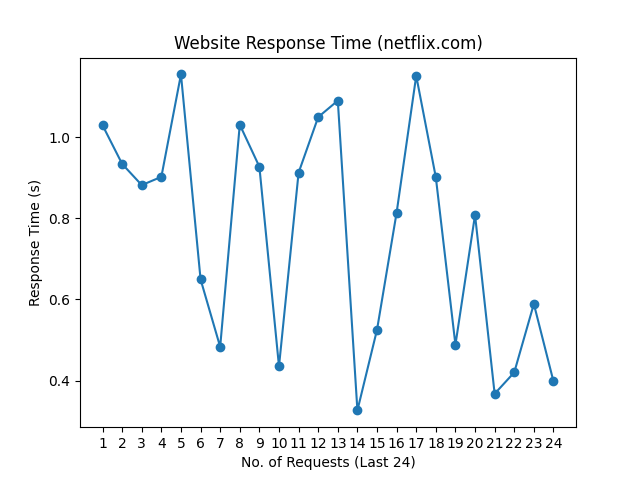 Website Response Time (netflix.com)
Response Time (s)
1.0
0.8
0.6
0.4
1 2 3 4 5 6 7 8 9 10 11 12 13 14 15 16 17 18 19 20 21 22 23 24
No. of Requests (Last 24)